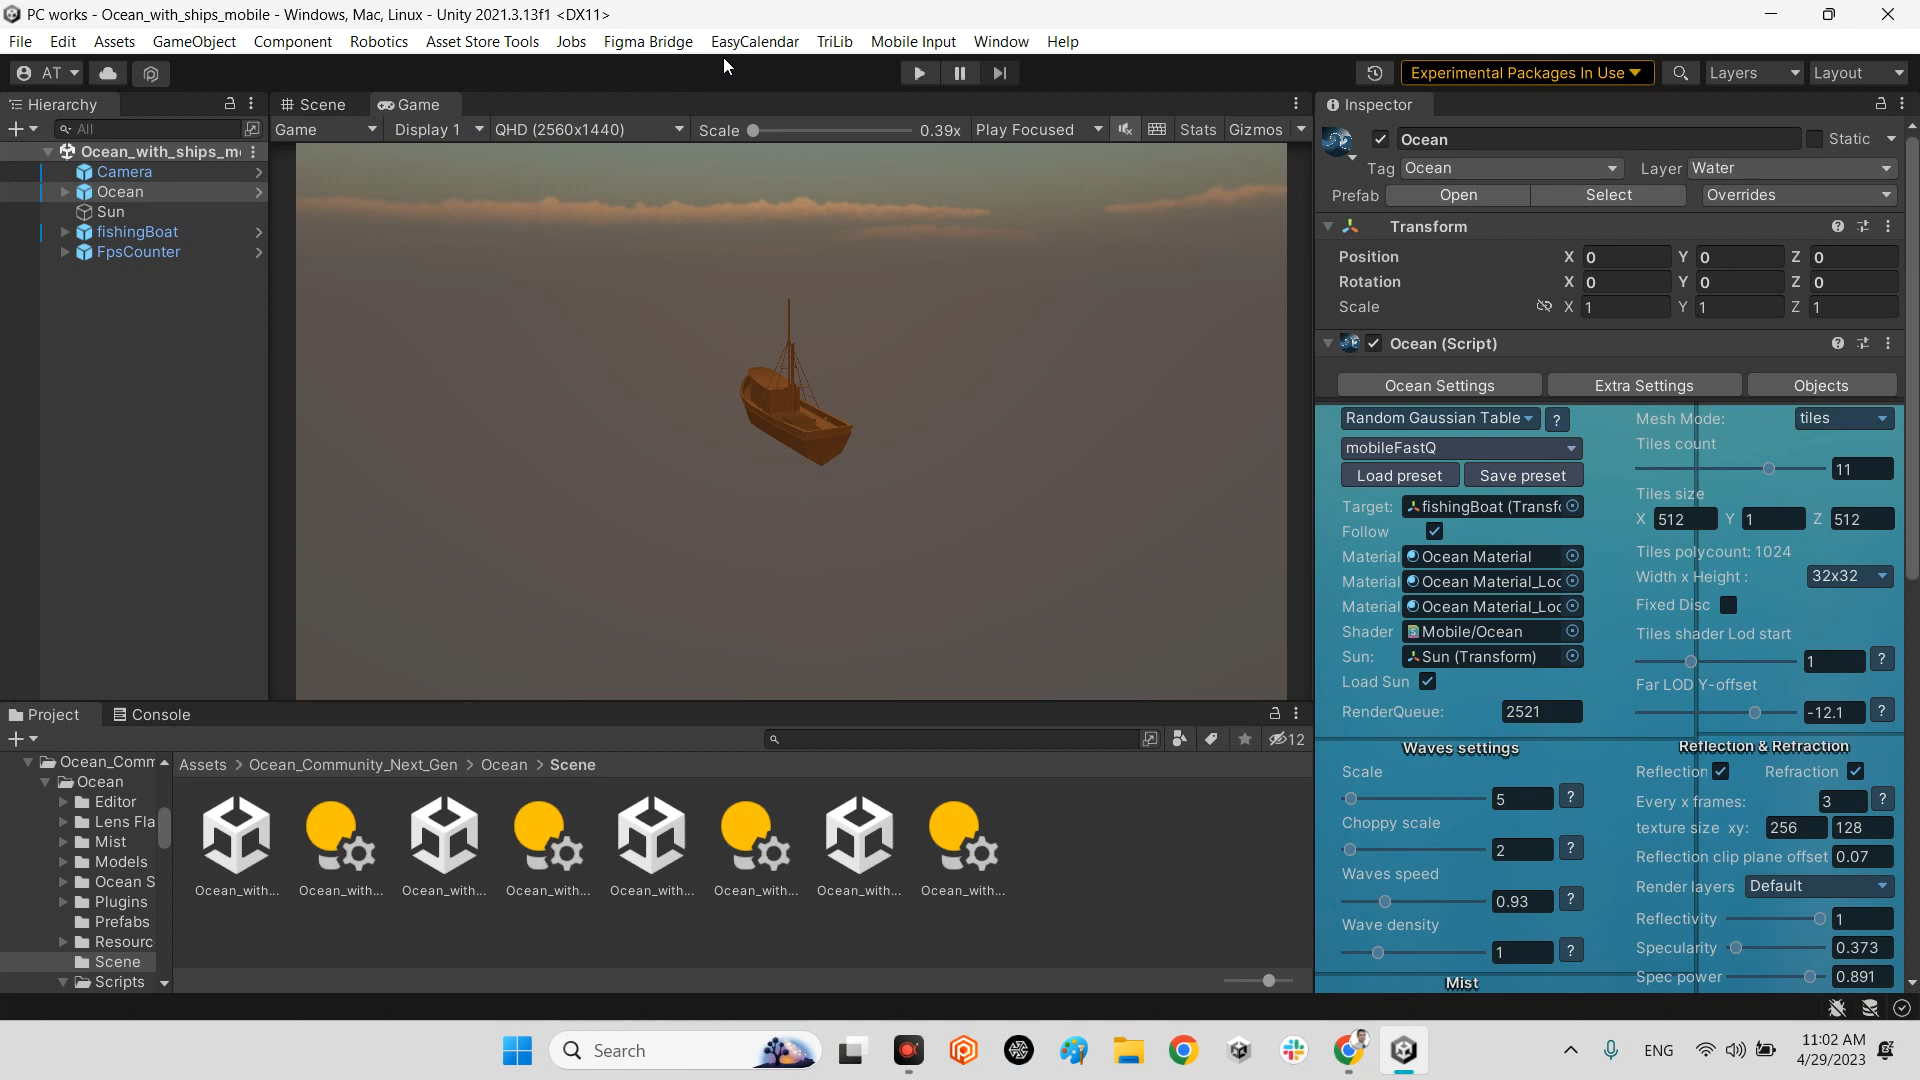 PC works - Ocean_with_ships_mobile - Windows, Mac, Linux - Unity 2021.3.13f1 <DX11>
File Edit Assets GameObject Component Robotics Asset Store Tools Jobs Figma Bridge EasyCalendar TriLib Mobile Input Window Help
AT
Experimental Packages In Use
Layers
Layout
Hierarchy
All
Ocean_with_ships_m
Camera
Ocean
Sun
fishingBoat
FpsCounter
Scene
Game
Game
Display 1
QHD (2560x1440)
Scale
0.39x
Play Focused
Stats
Gizmos
Inspector
Ocean
Static
Tag Ocean
Layer Water
Prefab Open Select Overrides
Transform
Position X 0 Y 0 Z 0
Rotation X 0 Y 0 Z 0
Scale X 1 Y 1 Z 1
Ocean (Script)
Ocean Settings Extra Settings Objects
Random Gaussian Table ?
mobileFastQ
Load preset Save preset
Target: fishingBoat (Transf
Follow
Material Ocean Material
Material Ocean Material_Loc
Material Ocean Material_Loc
Shader Mobile/Ocean
Sun: Sun (Transform)
Load Sun
RenderQueue: 2521
Mesh Mode: tiles
Tiles count
11
Tiles size
X 512 Y 1 Z 512
Tiles polycount: 1024
Width x Height : 32x32
Fixed Disc
Tiles shader Lod start
1 ?
Far LOD Y-offset
-12.1 ?
Waves settings
Scale
5 ?
Choppy scale
2 ?
Waves speed
0.93 ?
Wave density
1 ?
Mist
Reflection & Refraction
Reflection Refraction
Every x frames: 3 ?
texture size xy: 256 128
Reflection clip plane offset 0.07
Render layers Default
Reflectivity 1
Specularity 0.373
Spec power 0.891
Project
Console
12
Ocean_Comm
Ocean
Editor
Lens Fla
Mist
Models
Ocean S
Plugins
Prefabs
Resourc
Scene
Scripts
Assets > Ocean_Community_Next_Gen > Ocean > Scene
Ocean_with... Ocean_with... Ocean_with... Ocean_with... Ocean_with... Ocean_with... Ocean_with... Ocean_with...
Search
ENG
11:02 AM
4/29/2023